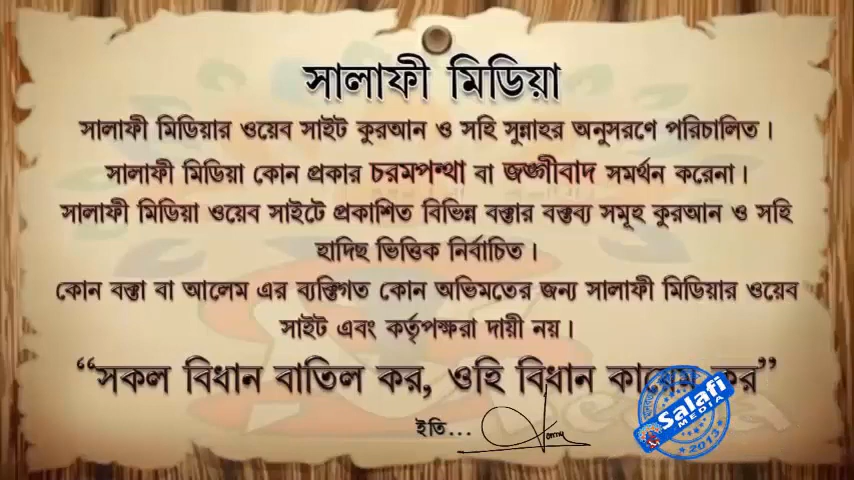 সালাফী মিডিয়া
সালাফী মিডিয়ার ওয়েব সাইট কুরআন ও সহি সুন্নাহর অনুসরণে পরিচালিত।
সালাফী মিডিয়া কোন প্রকার চরমপন্থা বা জঙ্গীবাদ সমর্থন করেনা।
সালাফী মিডিয়া ওয়েব সাইটে প্রকাশিত বিভিন্ন বক্তার বক্তব্য সমূহ কুরআন ও সহি
হাদিছ ভিত্তিক নির্বাচিত।
কোন বক্তা বা আলেম এর ব্যক্তিগত কোন অভিমতের জন্য সালাফী মিডিয়ার ওয়েব
সাইট এবং কর্তৃপক্ষরা দায়ী নয়।
“সকল বিধান বাতিল কর, ওহি বিধান কায়েম কর”
ইতি...
Salafi
MEDIA
2013